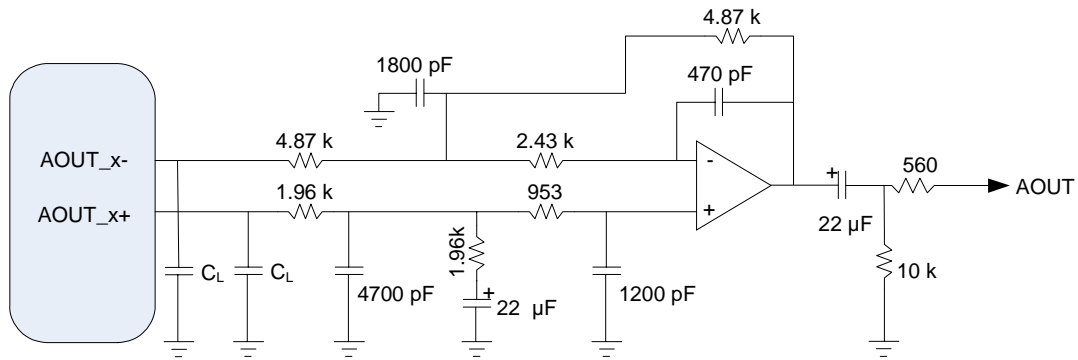 4.87 k
1800 pF
470 pF
4.87 k
2.43 k
AOUT_x-
-
560
+
AOUT
1.96 k
953
AOUT_x+
+
22 µF
1.96k
10 k
CL
CL
4700 pF
+
22 µF
1200 pF